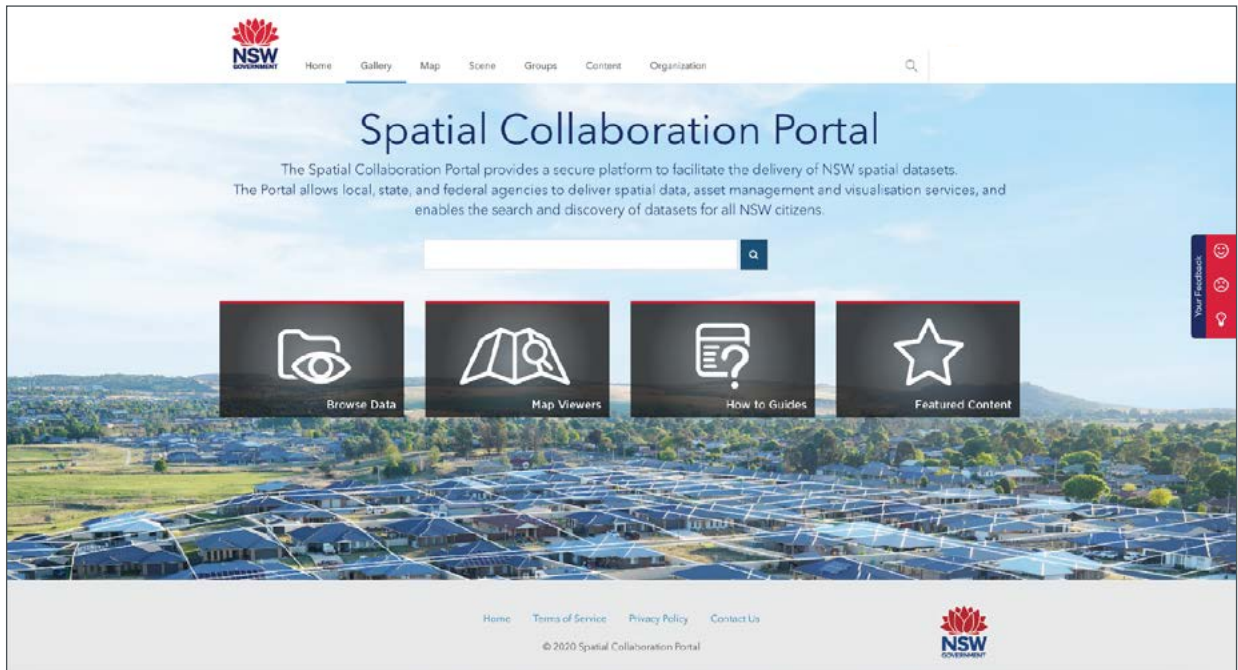 NSW
GOVERNMENT
Home Gallery Map Scene Groups Content Organization
Spatial Collaboration Portal
The Spatial Collaboration Portal provides a secure platform to facilitate the delivery of NSW spatial datasets.
The Portal allows local, state, and federal agencies to deliver spatial data, asset management and visualisation services, and
enables the search and discovery of datasets for all NSW citizens.
Your Feedback
Browse Data
Map Viewers
How to Guides
Featured Content
Home Terms of Service Privacy Policy Contact Us
© 2020 Spatial Collaboration Portal
NSW
GOVERNMENT